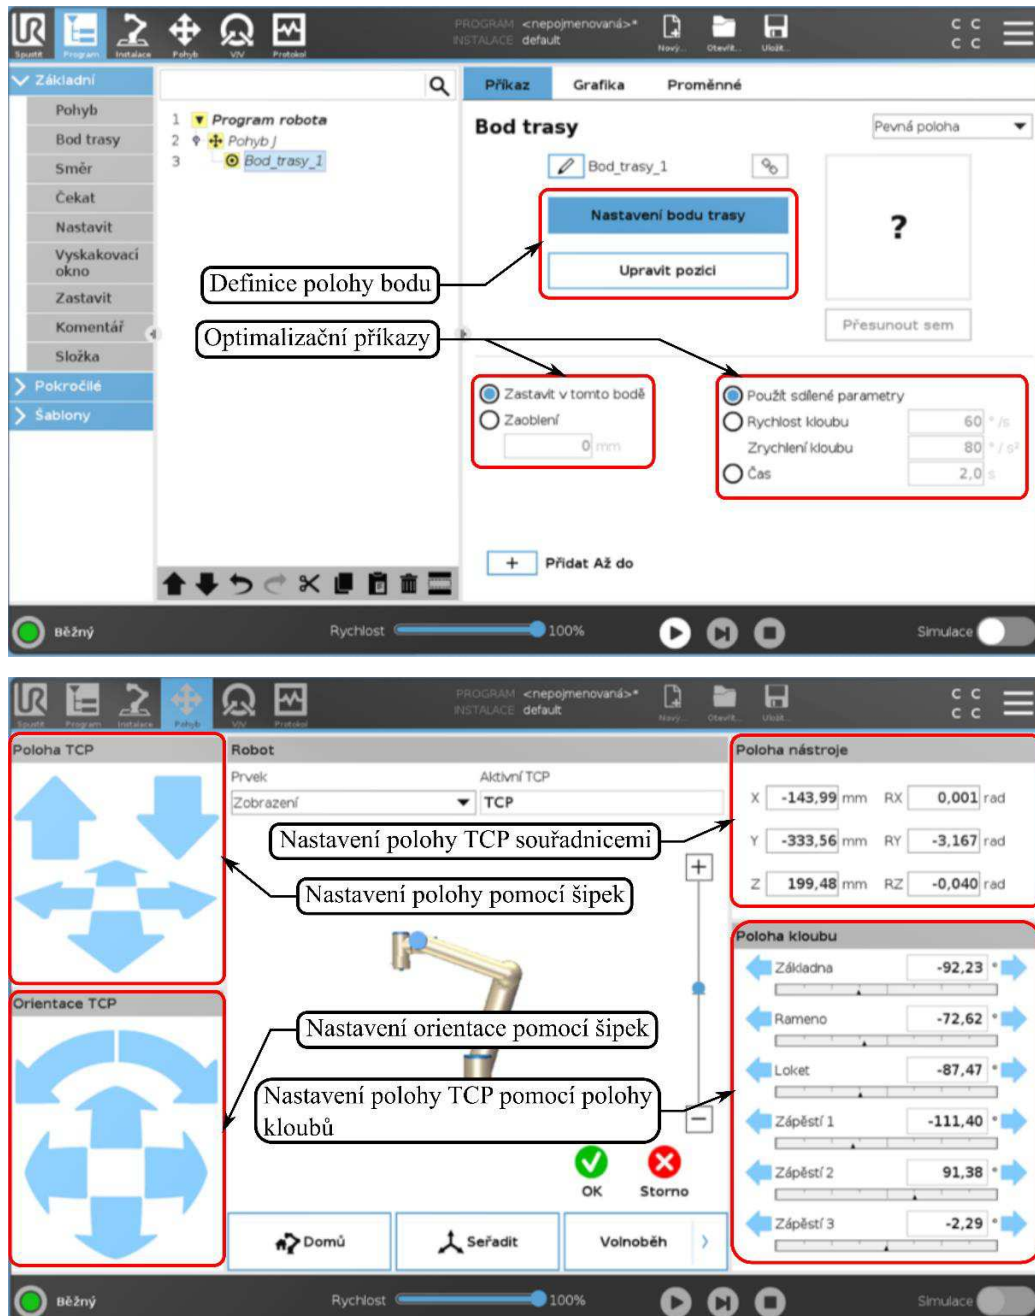 PROGRAM <nepojmenovaná>*
INSTALACE default
Spustit Program Instalace Pohyb V/V Protokol Nový... Otevřít... Uložit...
C C
C C
Základní
Pohyb
Bod trasy
Směr
Čekat
Nastavit
Vyskakovací
okno
Zastavit
Komentář
Složka
Pokročilé
Šablony
1 Program robota
2 Pohyb J
3 Bod_trasy_1
Příkaz Grafika Proměnné
Bod trasy
Pevná poloha
Bod_trasy_1
Nastavení bodu trasy
?
Upravit pozici
Definice polohy bodu
Přesunout sem
Optimalizační příkazy
Zastavit v tomto bodě
Zaoblení
0 mm
Použít sdílené parametry
Rychlost kloubu 60 °/s
Zrychlení kloubu 80 °/s²
Čas 2,0 s
+ Přidat Až do
Běžný Rychlost 100% Simulace
PROGRAM <nepojmenovaná>*
INSTALACE default
Spustit Program Instalace Pohyb V/V Protokol Nový... Otevřít... Uložit...
C C
C C
Poloha TCP
Robot
Prvek Aktivní TCP
Zobrazení TCP
Poloha nástroje
X -143,99 mm RX 0,001 rad
Y -333,56 mm RY -3,167 rad
Z 199,48 mm RZ -0,040 rad
Nastavení polohy TCP souřadnicemi
Nastavení polohy pomocí šipek
Poloha kloubu
Základna -92,23 °
Rameno -72,62 °
Loket -87,47 °
Zápěstí 1 -111,40 °
Zápěstí 2 91,38 °
Zápěstí 3 -2,29 °
Orientace TCP
Nastavení orientace pomocí šipek
Nastavení polohy TCP pomocí polohy
kloubů
OK Storno
Domů Seřadit Volnoběh
Běžný Rychlost 100% Simulace